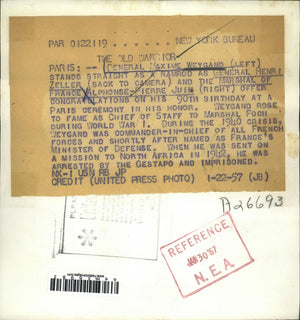 PAR 0122119 ....... NEW YORK BUREAU
THE OLD WARRIOR
PARIS: -- GENERAL MAXIME WEYGAND (LEFT)
STANDS STRAIGHT AS A RAMROD AS GENERAL HENRI
ZELLER (BACK TO CAMERA) AND THE MARSHAL OF
FRANCE ALPHONSE-PIERRE JUIN (RIGHT) OFFER
CONGRATULATIONS ON HIS 90TH BIRTHDAY AT A
PARIS CEREMONY IN HIS HONOR. WEYGAND ROSE
TO FAME AS CHIEF OF STAFF TO MARSHAL FOCH
DURING WORLD WAR I. DURING THE 1940 CRISIS,
WEYGAND WAS COMMANDER-IN-CHIEF OF ALL FRENCH
FORCES AND SHORTLY AFTER NAMED AS FRANCE'S
MINISTER OF DEFENSE. WHEN HE WAS SENT ON
A MISSION TO NORTH AFRICA IN 1942, HE WAS
ARRESTED BY THE GESTAPO AND IMPRISONED.
NX-1 USN RB JP
CREDIT (UNITED PRESS PHOTO) 1-22-57 (JB)
A26693
REFERENCE
JAN 30 '57
N.E.A.